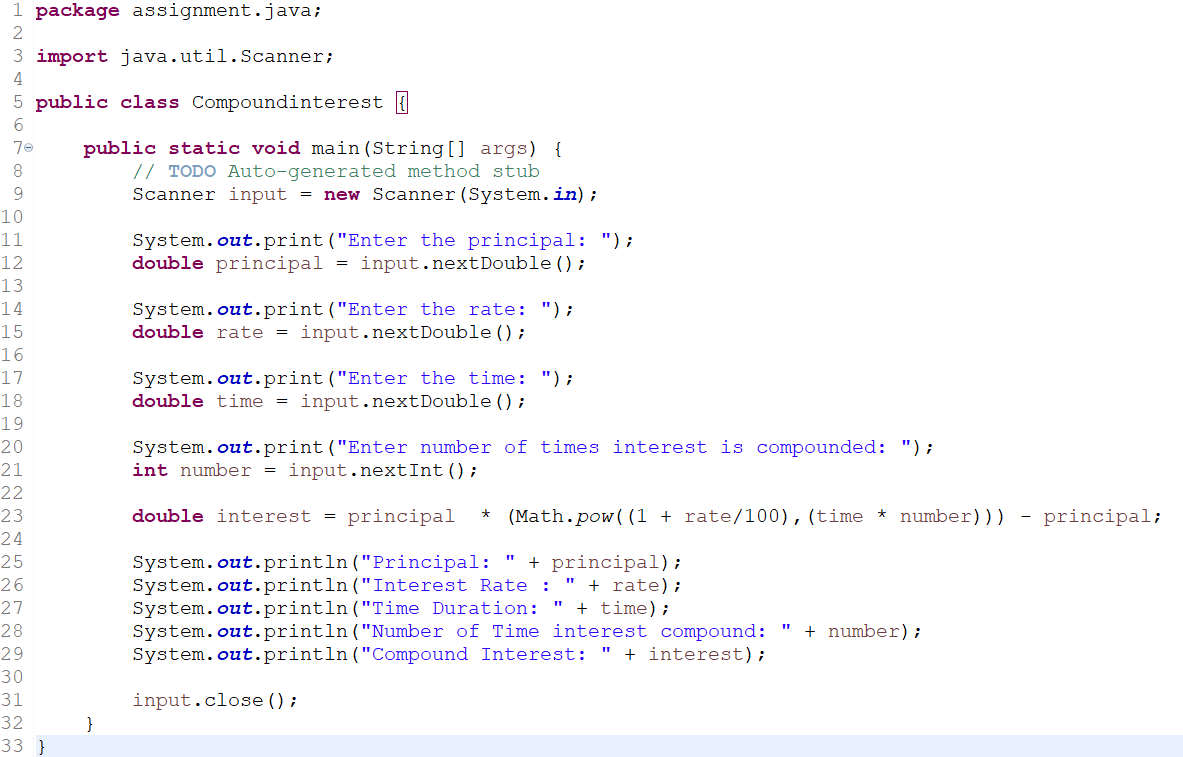 1 package assignment.java;
2
3 import java.util.Scanner;
4
5 public class Compoundinterest {
6
7 public static void main(String[] args) {
8 // TODO Auto-generated method stub
9 Scanner input = new Scanner(System.in);
10
11 System.out.print("Enter the principal: ");
12 double principal = input.nextDouble();
13
14 System.out.print("Enter the rate: ");
15 double rate = input.nextDouble();
16
17 System.out.print("Enter the time: ");
18 double time = input.nextDouble();
19
20 System.out.print("Enter number of times interest is compounded: ");
21 int number = input.nextInt();
22
23 double interest = principal  * (Math.pow((1 + rate/100),(time * number))) - principal;
24
25 System.out.println("Principal: " + principal);
26 System.out.println("Interest Rate : " + rate);
27 System.out.println("Time Duration: " + time);
28 System.out.println("Number of Time interest compound: " + number);
29 System.out.println("Compound Interest: " + interest);
30
31 input.close();
32 }
33 }